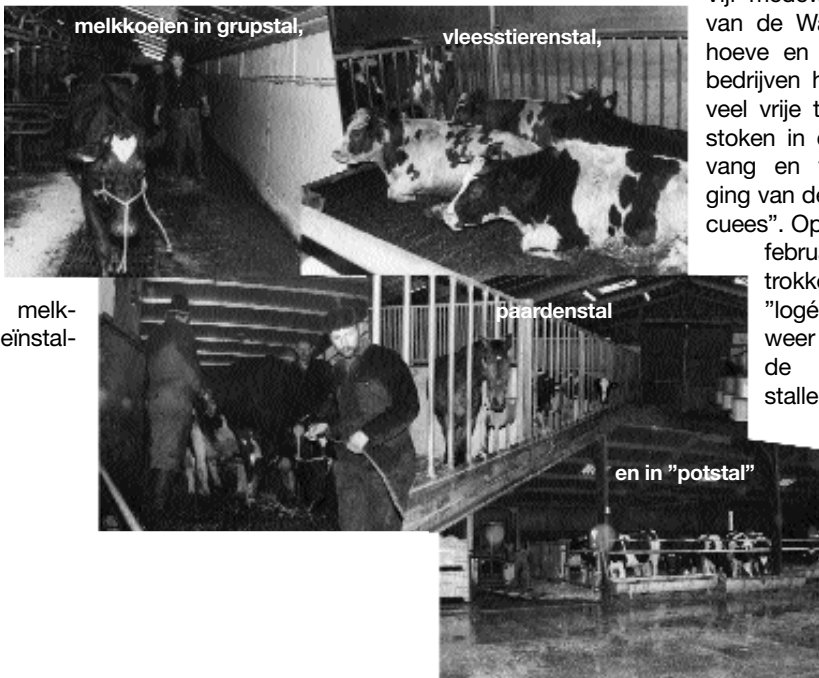 melkkoeien in grupstal,
vleesstierenstal,
van de Wa
hoeve en
bedrijven h
veel vrije t
stoken in
vang en
ging van de
cuees”. Op
februa
trokke
”logé
weer
de
stalle
melk-
eïnstal-
paardenstal
en in ”potstal”